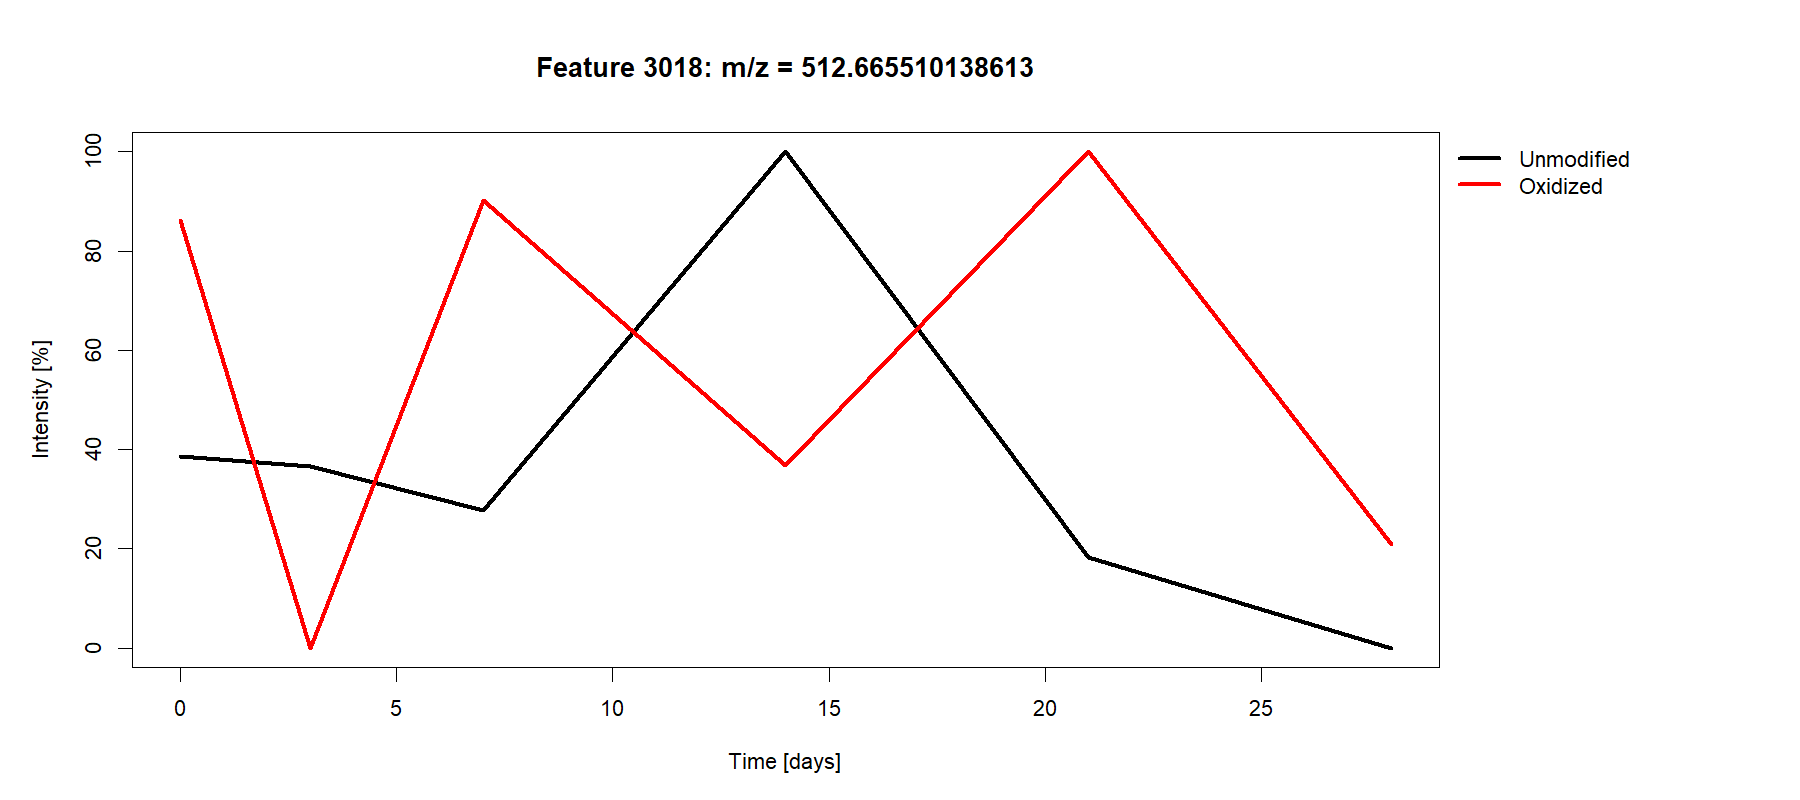 Feature 3018: m/z = 512.665510138613
Unmodified
Oxidized
Intensity [%]
100
80
60
40
20
0
0 5 10 15 20 25
Time [days]